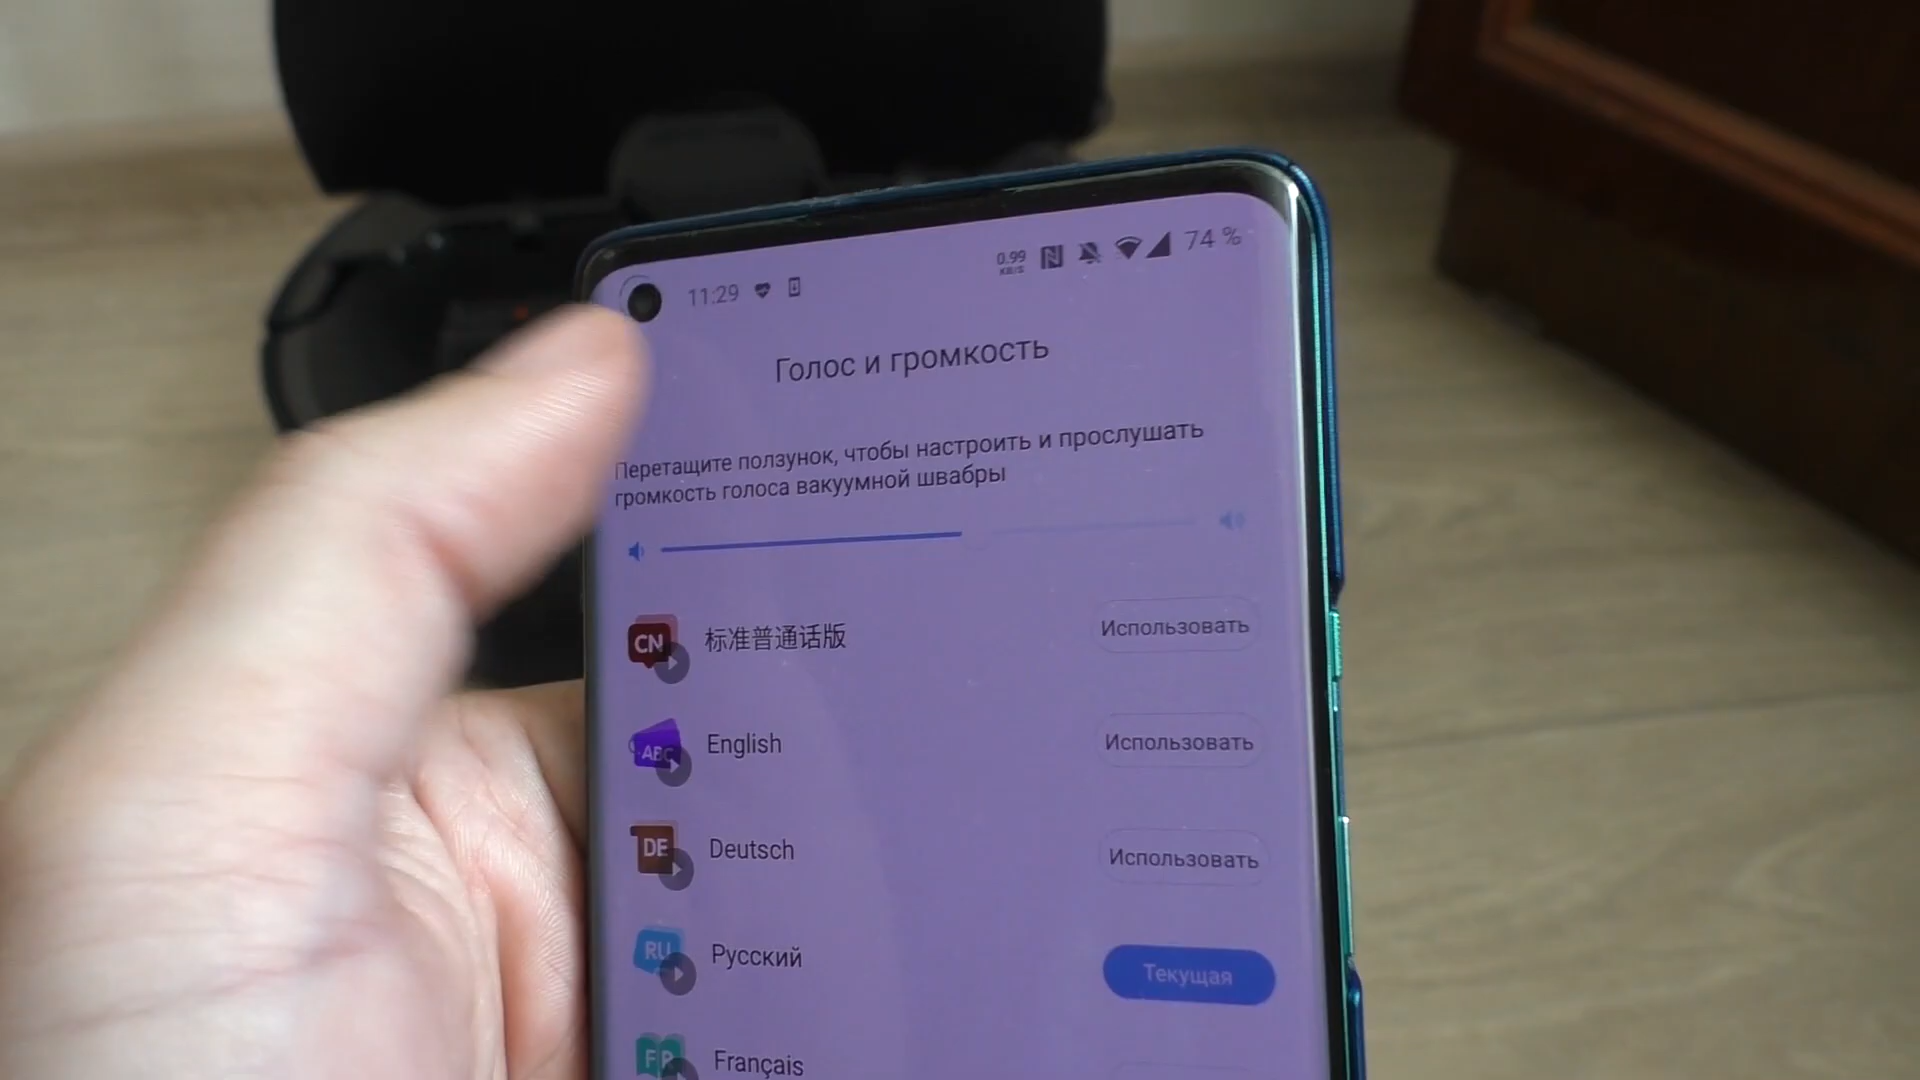 11:29
0.99
KB/S
74 %
Голос и громкость
Перетащите ползунок, чтобы настроить и прослушать
громкость голоса вакуумной швабры
CN
标准普通话版
Использовать
ABC
English
Использовать
DE
Deutsch
Использовать
RU
Русский
Текущая
FR
Français